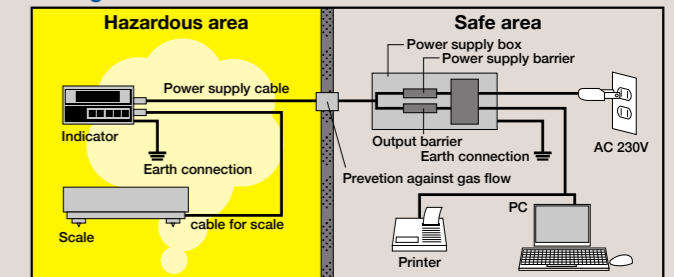 Hazardous area
Safe area
Power supply box
Power supply barrier
Power supply cable
Indicator
Earth connection
Output barrier
Earth connection
AC 230V
Prevetion against gas flow
cable for scale
Scale
Printer
PC